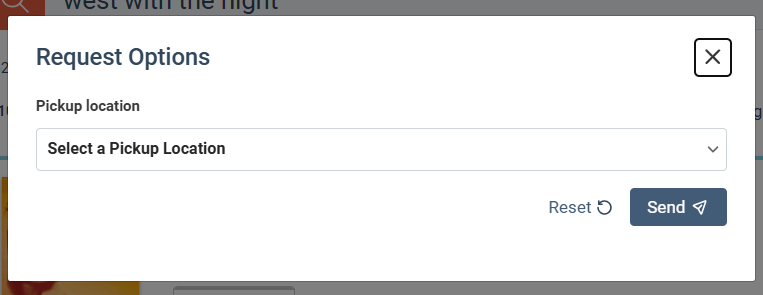 west with the night
Request Options
Pickup location
Select a Pickup Location
Reset
Send